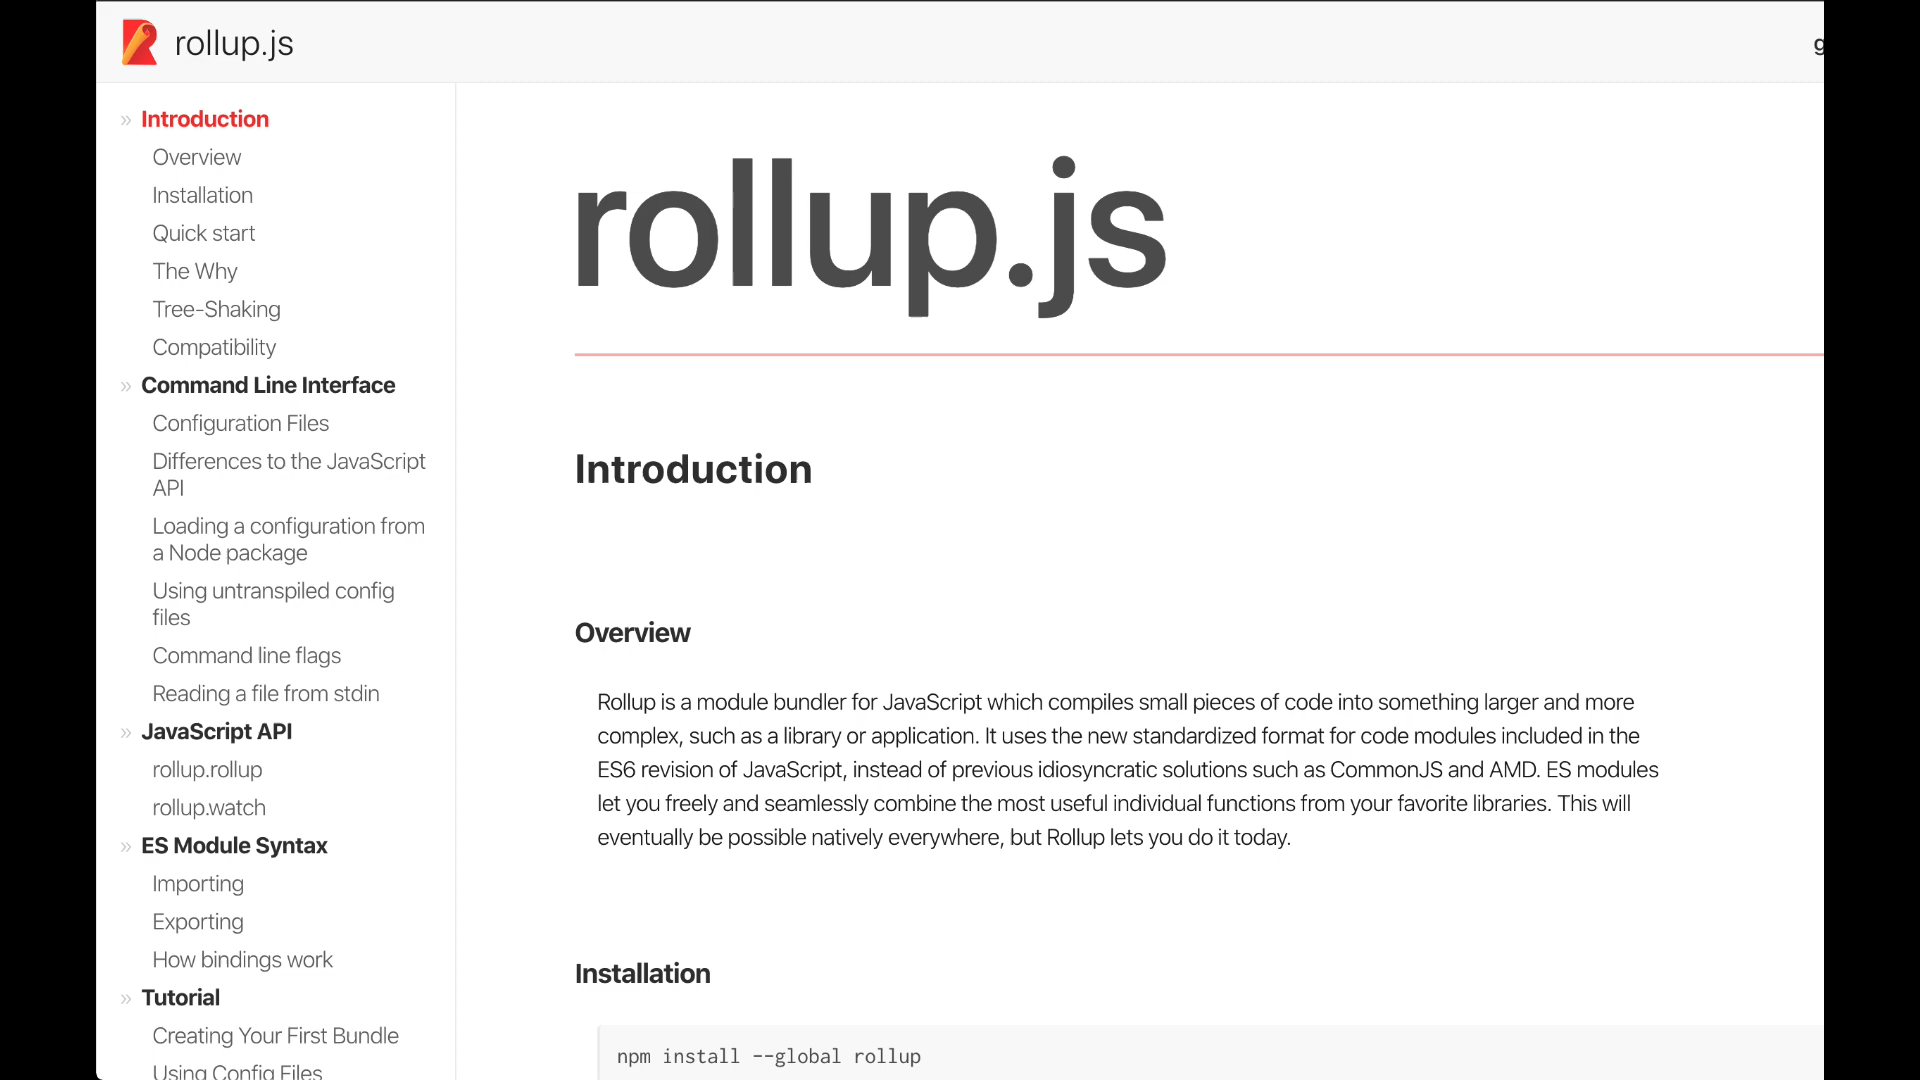 rollup.js
» Introduction
Overview
Installation
Quick start
The Why
Tree-Shaking
Compatibility
» Command Line Interface
Configuration Files
Differences to the JavaScript
API
Loading a configuration from
a Node package
Using untranspiled config
files
Command line flags
Reading a file from stdin
» JavaScript API
rollup.rollup
rollup.watch
» ES Module Syntax
Importing
Exporting
How bindings work
» Tutorial
Creating Your First Bundle
Using Config Files
rollup.js
Introduction
Overview
Rollup is a module bundler for JavaScript which compiles small pieces of code into something larger and more
complex, such as a library or application. It uses the new standardized format for code modules included in the
ES6 revision of JavaScript, instead of previous idiosyncratic solutions such as CommonJS and AMD. ES modules
let you freely and seamlessly combine the most useful individual functions from your favorite libraries. This will
eventually be possible natively everywhere, but Rollup lets you do it today.
Installation
npm install --global rollup